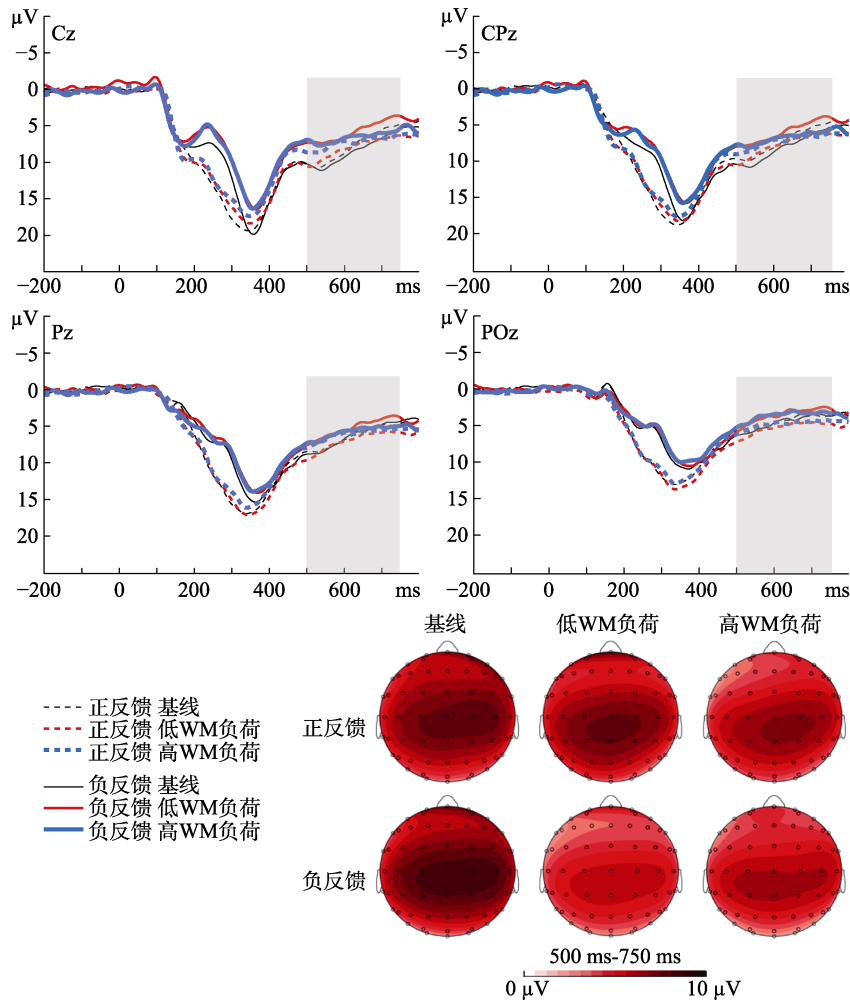 μV
Cz
−5
0
5
10
15
20
−200 0 200 400 600 ms
μV
CPz
−5
0
5
10
15
20
−200 0 200 400 600 ms
μV
Pz
−5
0
5
10
15
20
−200 0 200 400 600 ms
μV
POz
−5
0
5
10
15
20
−200 0 200 400 600 ms
正反馈 基线
正反馈 低WM负荷
正反馈 高WM负荷
负反馈 基线
负反馈 低WM负荷
负反馈 高WM负荷
基线 低WM负荷 高WM负荷
正反馈
负反馈
500 ms-750 ms
0 μV 10 μV